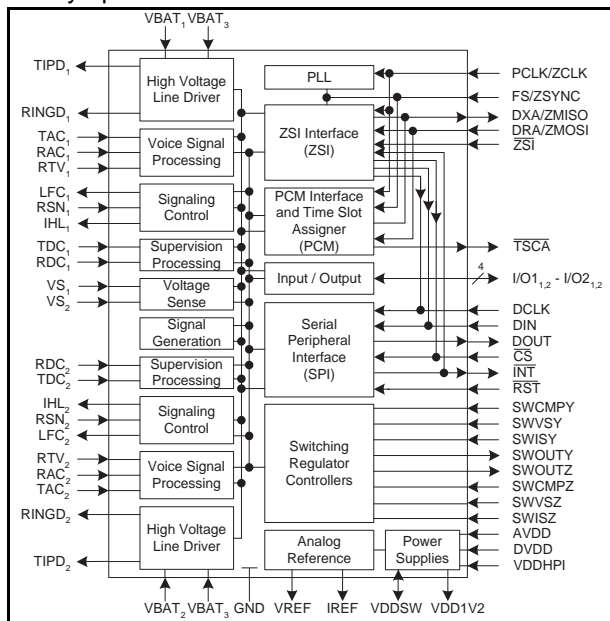 VBAT₁ VBAT₃
TIPD₁
High Voltage
Line Driver
RINGD₁
TAC₁
RAC₁
RTV₁
Voice Signal
Processing
LFC₁
RSN₁
IHL₁
Signaling
Control
TDC₁
RDC₁
Supervision
Processing
VS₁
VS₂
Voltage
Sense
Signal
Generation
RDC₂
TDC₂
Supervision
Processing
IHL₂
RSN₂
LFC₂
Signaling
Control
RTV₂
RAC₂
TAC₂
Voice Signal
Processing
RINGD₂
High Voltage
Line Driver
TIPD₂
VBAT₂ VBAT₃ GND
PLL
ZSI Interface
(ZSI)
PCM Interface
and Time Slot
Assigner
(PCM)
Input / Output
Serial
Peripheral
Interface
(SPI)
Switching
Regulator
Controllers
Analog
Reference
Power
Supplies
VREF IREF VDDSW VDD1V2
PCLK/ZCLK
FS/ZSYNC
DXA/ZMISO
DRA/ZMOSI
ZSI
TSCA
4
I/O1₁,₂ - I/O2₁,₂
DCLK
DIN
DOUT
CS
INT
RST
SWCMPY
SWVSY
SWISY
SWOUTY
SWOUTZ
SWCMPZ
SWVSZ
SWISZ
AVDD
DVDD
VDDHPI